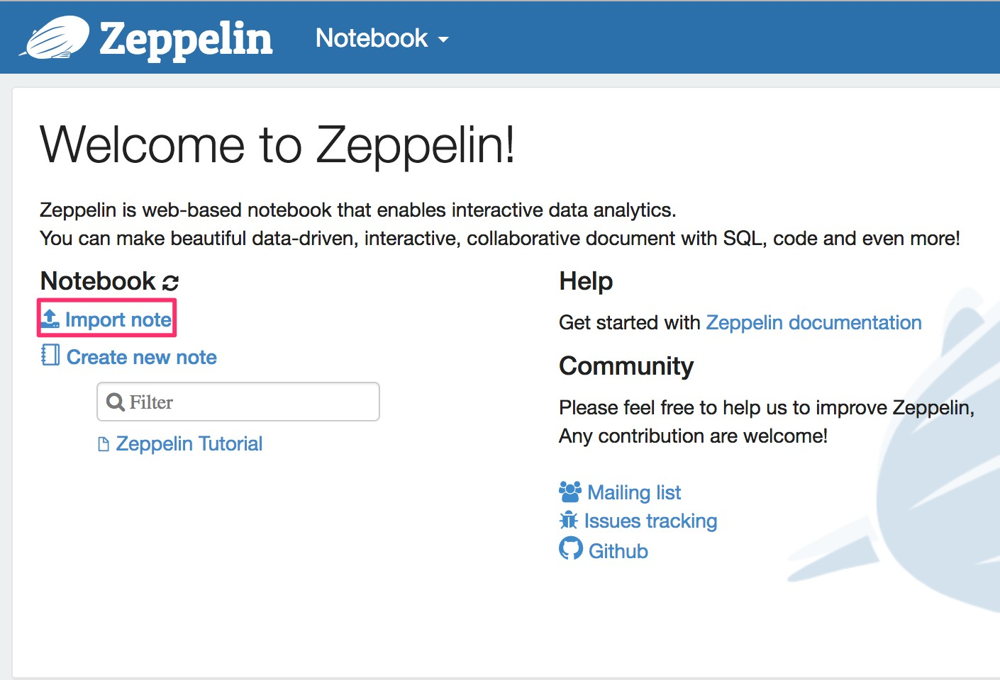 Zeppelin Notebook
Welcome to Zeppelin!
Zeppelin is web-based notebook that enables interactive data analytics.
You can make beautiful data-driven, interactive, collaborative document with SQL, code and even more!
Notebook
Import note
Create new note
Filter
Zeppelin Tutorial
Help
Get started with Zeppelin documentation
Community
Please feel free to help us to improve Zeppelin,
Any contribution are welcome!
Mailing list
Issues tracking
Github